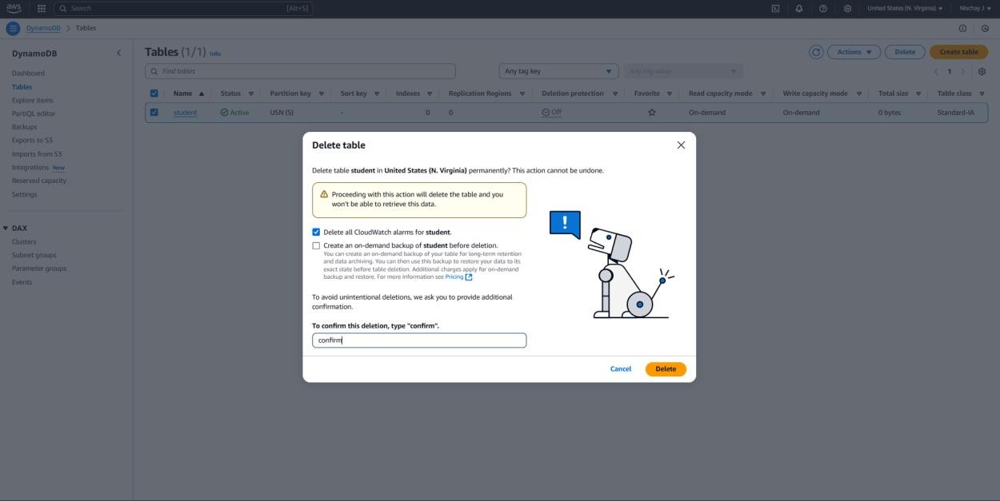 aws
Search [Alt+S]
United States (N. Virginia)
Nischay J
DynamoDB > Tables
DynamoDB
Dashboard
Tables
Explore items
PartiQL editor
Backups
Exports to S3
Imports from S3
Integrations New
Reserved capacity
Settings
DAX
Clusters
Subnet groups
Parameter groups
Events
Tables (1/1) Info
Actions
Delete
Create table
Find tables
Any tag key
Any tag value
1
Name Status Partition key Sort key Indexes Replication Regions Deletion protection Favorite Read capacity mode Write capacity mode Total size Table class
student Active USN (S) - 0 0 Off On-demand On-demand 0 bytes Standard-IA
Delete table
Delete table student in United States (N. Virginia) permanently? This action cannot be undone.
Proceeding with this action will delete the table and you
won't be able to retrieve this data.
Delete all CloudWatch alarms for student.
Create an on-demand backup of student before deletion.
You can create an on-demand backup of your table for long-term retention
and data archiving. You can then use this backup to restore your data to its
exact state before table deletion. Additional charges apply for on-demand
backup and restore. For more information see Pricing.
To avoid unintentional deletions, we ask you to provide additional
confirmation.
To confirm this deletion, type "confirm".
confirm
Cancel
Delete
!